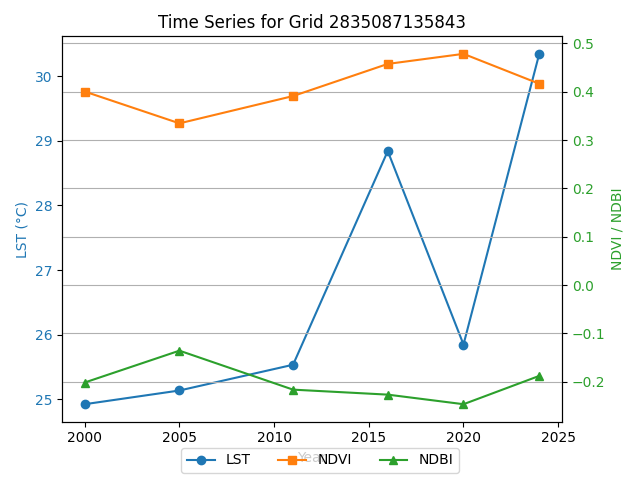 Time Series for Grid 2835087135843
LST (°C)
30
29
28
27
26
25
0.5
0.4
0.3
0.2
0.1
0.0
−0.1
−0.2
NDVI / NDBI
2000 2005 2010 2015 2020 2025
Year
LST NDVI NDBI